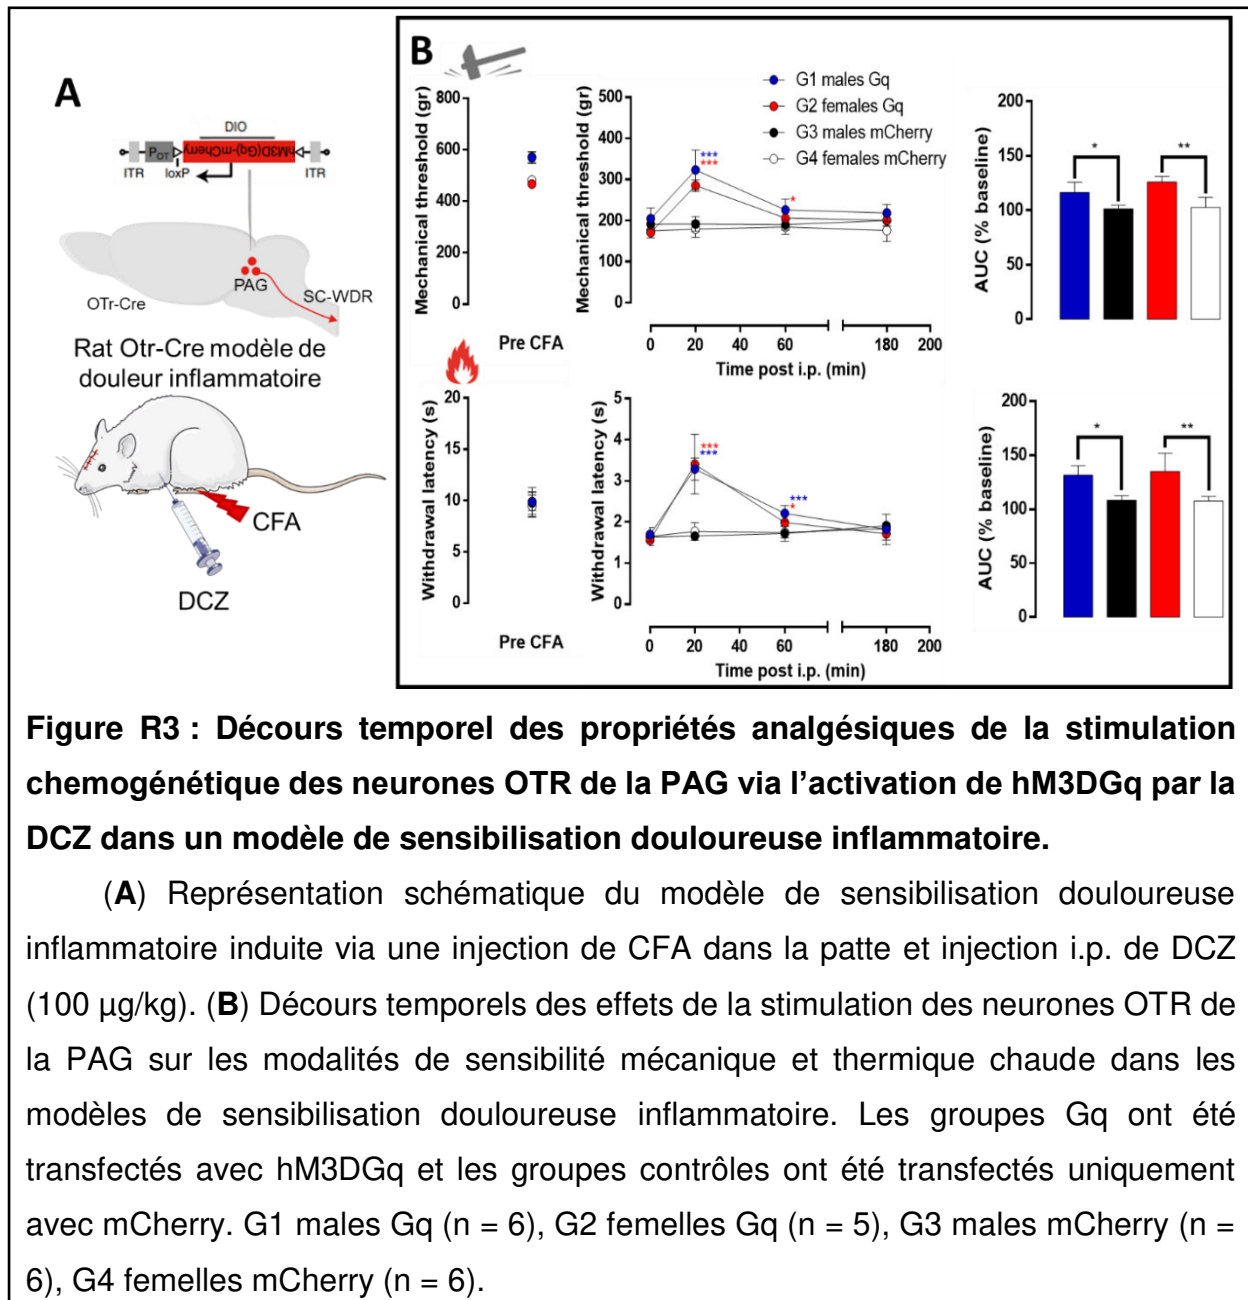 A
DIO
P_OT
hM3D(Gq)-mCherry
ITR
loxP
ITR
PAG
SC-WDR
OTr-Cre
Rat Otr-Cre modèle de
douleur inflammatoire
CFA
DCZ
B
G1 males Gq
G2 females Gq
G3 males mCherry
G4 females mCherry
Mechanical threshold (gr)
800
600
400
200
0
Pre CFA
Mechanical threshold (gr)
500
400
300
200
100
0
***
***
*
0 20 40 60 180 200
Time post i.p. (min)
AUC (% baseline)
200
150
100
50
0
* **
Withdrawal latency (s)
20
15
10
5
0
Pre CFA
Withdrawal latency (s)
5
4
3
2
1
0
***
***
***
*
0 20 40 60 180 200
Time post i.p. (min)
AUC (% baseline)
200
150
100
50
0
* **
Figure R3 : Décours temporel des propriétés analgésiques de la stimulation
chemogénétique des neurones OTR de la PAG via l’activation de hM3DGq par la
DCZ dans un modèle de sensibilisation douloureuse inflammatoire.
(A) Représentation schématique du modèle de sensibilisation douloureuse
inflammatoire induite via une injection de CFA dans la patte et injection i.p. de DCZ
(100 µg/kg). (B) Décours temporels des effets de la stimulation des neurones OTR de
la PAG sur les modalités de sensibilité mécanique et thermique chaude dans les
modèles de sensibilisation douloureuse inflammatoire. Les groupes Gq ont été
transfectés avec hM3DGq et les groupes contrôles ont été transfectés uniquement
avec mCherry. G1 males Gq (n = 6), G2 femelles Gq (n = 5), G3 males mCherry (n =
6), G4 femelles mCherry (n = 6).